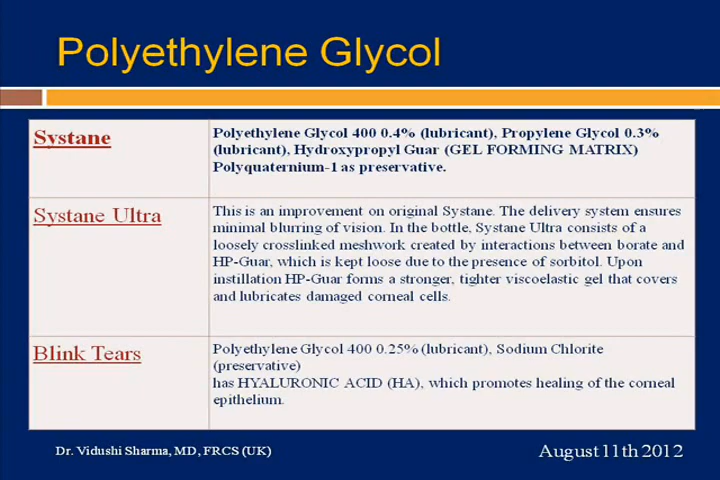 Polyethylene Glycol
Systane
Polyethylene Glycol 400 0.4% (lubricant), Propylene Glycol 0.3%
(lubricant), Hydroxypropyl Guar (GEL FORMING MATRIX)
Polyquaternium-1 as preservative.
Systane Ultra
This is an improvement on original Systane. The delivery system ensures
minimal blurring of vision. In the bottle, Systane Ultra consists of a
loosely crosslinked meshwork created by interactions between borate and
HP-Guar, which is kept loose due to the presence of sorbitol. Upon
instillation HP-Guar forms a stronger, tighter viscoelastic gel that covers
and lubricates damaged corneal cells.
Blink Tears
Polyethylene Glycol 400 0.25% (lubricant), Sodium Chlorite
(preservative)
has HYALURONIC ACID (HA), which promotes healing of the corneal
epithelium.
Dr. Vidushi Sharma, MD, FRCS (UK)
August 11th 2012